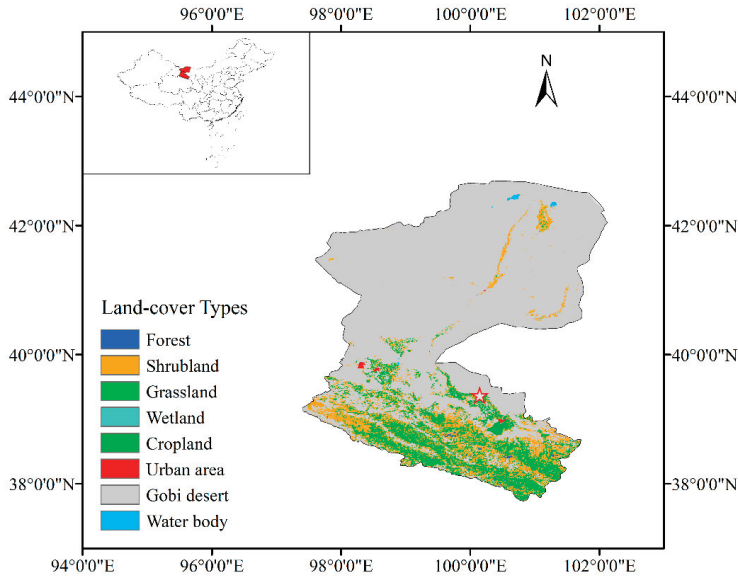 96°0'0"E 98°0'0"E 100°0'0"E 102°0'0"E
N
44°0'0"N 44°0'0"N
42°0'0"N 42°0'0"N
Land-cover Types
Forest
Shrubland
40°0'0"N 40°0'0"N
Grassland
Wetland
Cropland
Urban area
38°0'0"N 38°0'0"N
Gobi desert
Water body
94°0'0"E 96°0'0"E 98°0'0"E 100°0'0"E 102°0'0"E